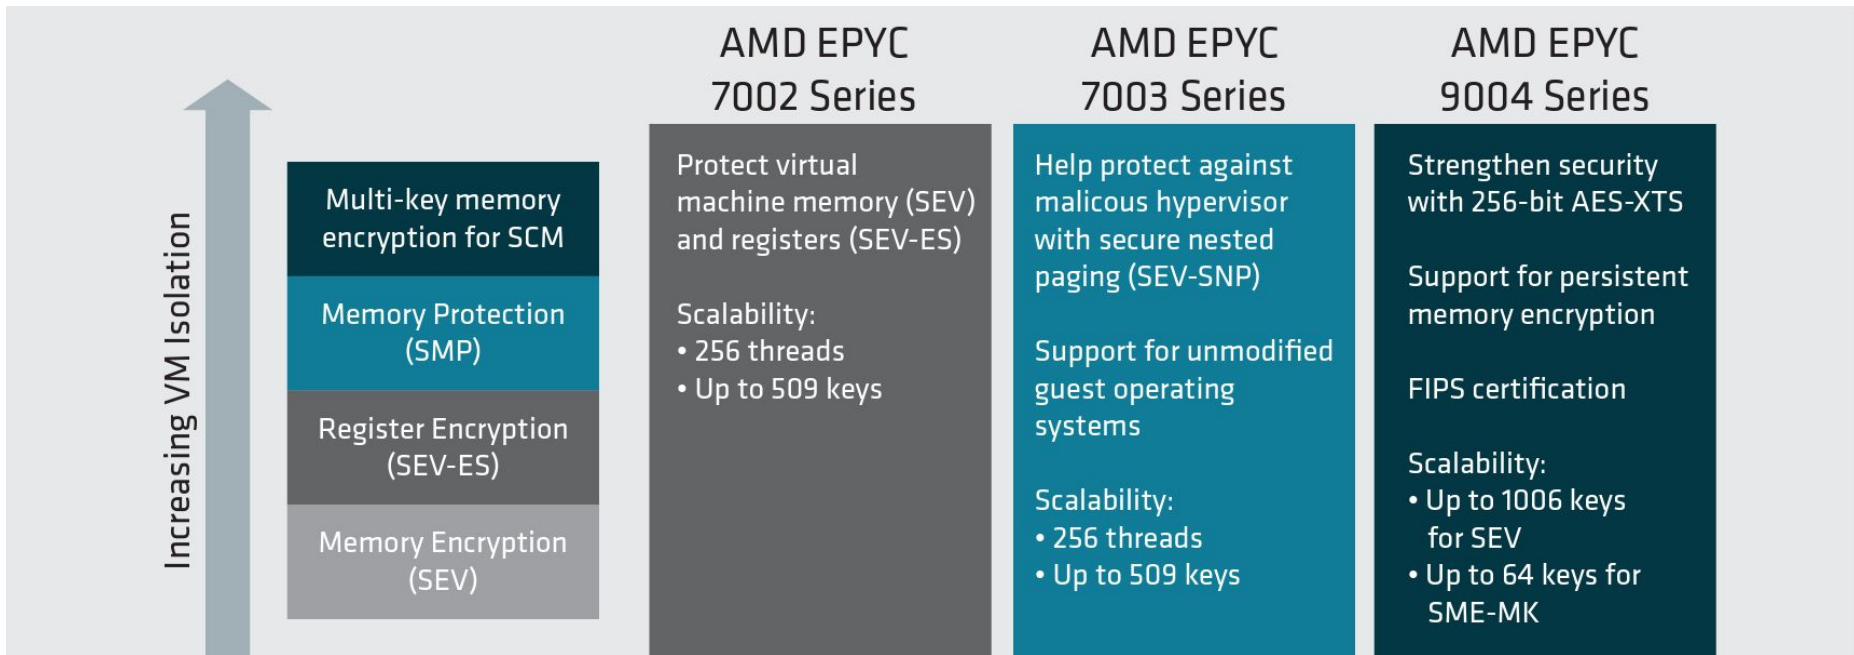 Increasing VM Isolation
Multi-key memory
encryption for SCM
Memory Protection
(SMP)
Register Encryption
(SEV-ES)
Memory Encryption
(SEV)
AMD EPYC
7002 Series
Protect virtual
machine memory (SEV)
and registers (SEV-ES)
Scalability:
• 256 threads
• Up to 509 keys
AMD EPYC
7003 Series
Help protect against
malicous hypervisor
with secure nested
paging (SEV-SNP)
Support for unmodified
guest operating
systems
Scalability:
• 256 threads
• Up to 509 keys
AMD EPYC
9004 Series
Strengthen security
with 256-bit AES-XTS
Support for persistent
memory encryption
FIPS certification
Scalability:
• Up to 1006 keys
for SEV
• Up to 64 keys for
SME-MK